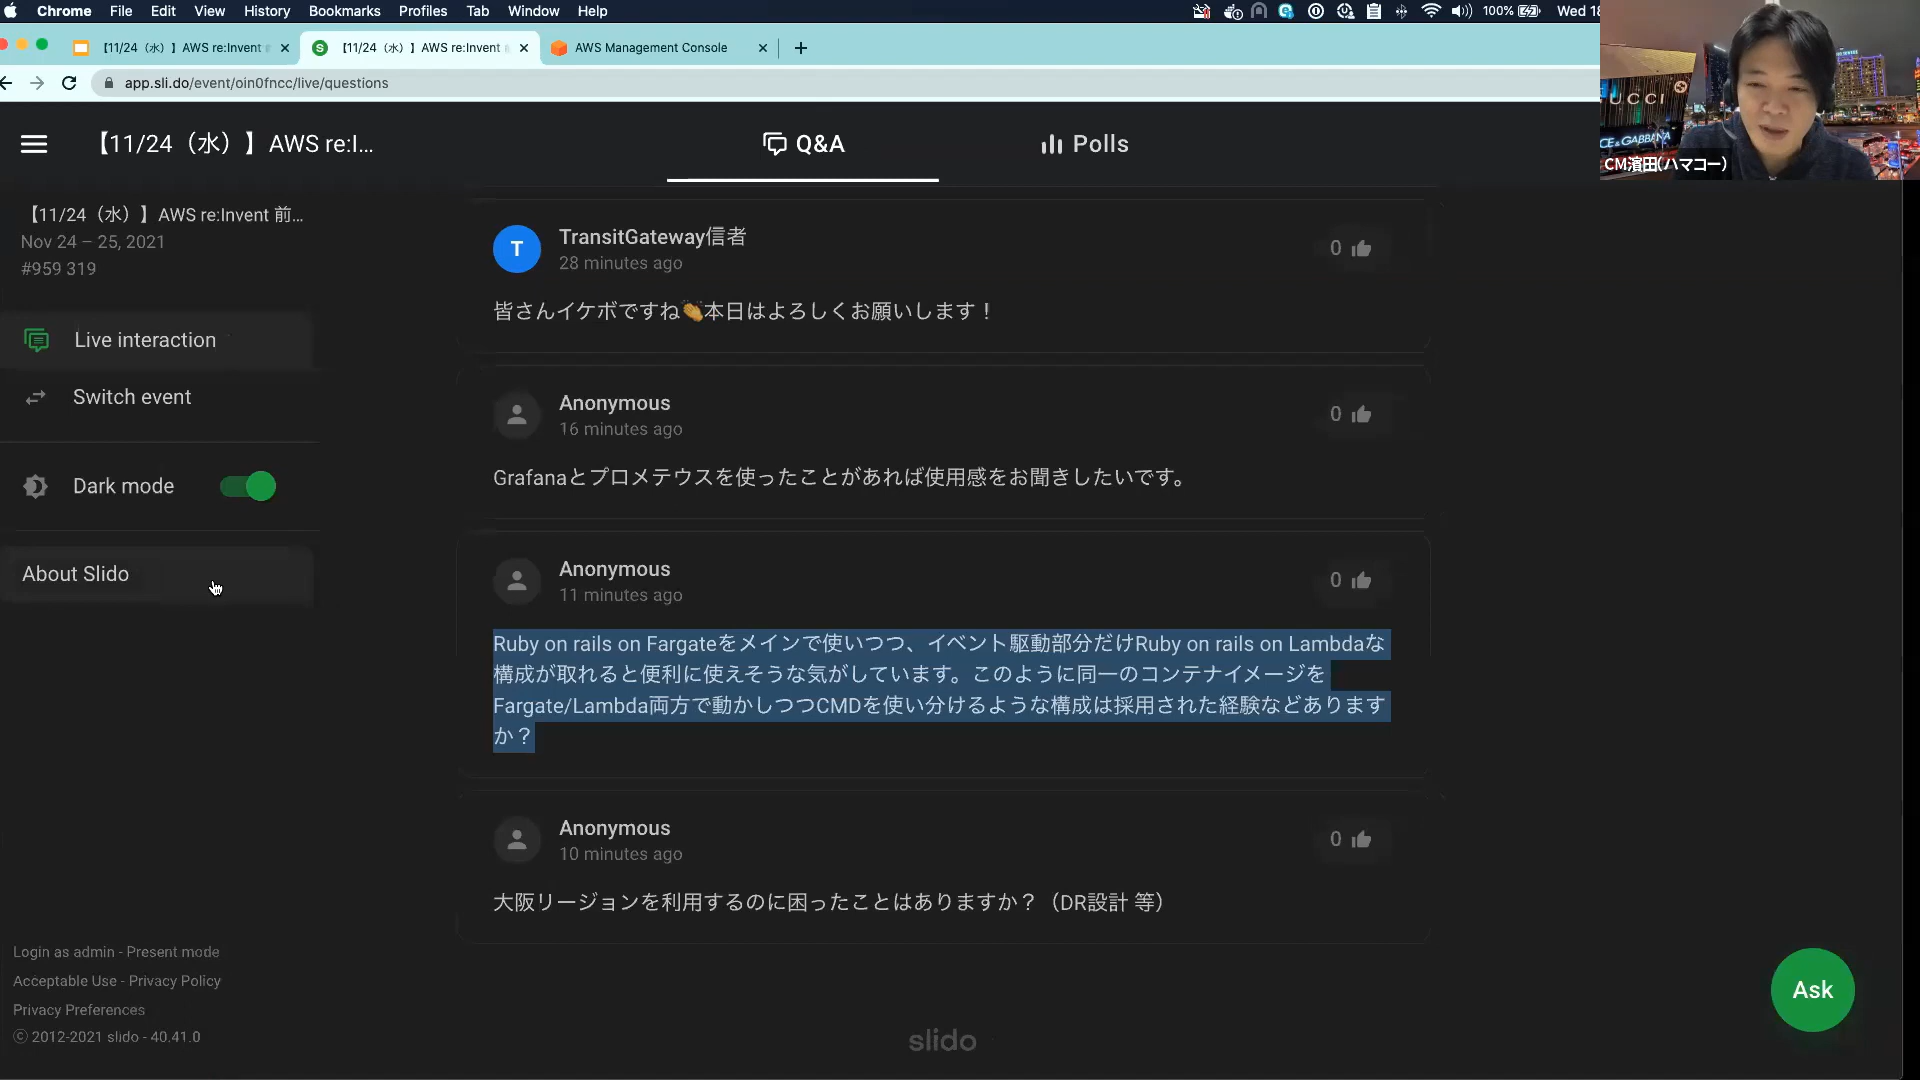 Chrome File Edit View History Bookmarks Profiles Tab Window Help
100%
Wed 18
【11/24（水）】AWS re:Invent
【11/24（水）】AWS re:Invent
AWS Management Console
app.sli.do/event/oin0fncc/live/questions
GUCCI
CE & GABBANA
CM濱田(ハマコー)
【11/24（水）】AWS re:I...
Q&A
Polls
【11/24（水）】AWS re:Invent 前...
Nov 24 – 25, 2021
#959 319
Live interaction
Switch event
Dark mode
About Slido
T
TransitGateway信者
28 minutes ago
0
皆さんイケボですね👏本日はよろしくお願いします！
Anonymous
16 minutes ago
0
Grafanaとプロメテウスを使ったことがあれば使用感をお聞きしたいです。
Anonymous
11 minutes ago
0
Ruby on rails on Fargateをメインで使いつつ、イベント駆動部分だけRuby on rails on Lambdaな
構成が取れると便利に使えそうな気がしています。このように同一のコンテナイメージを
Fargate/Lambda両方で動かしつつCMDを使い分けるような構成は採用された経験などあります
か？
Anonymous
10 minutes ago
0
大阪リージョンを利用するのに困ったことはありますか？（DR設計 等）
Login as admin - Present mode
Acceptable Use - Privacy Policy
Privacy Preferences
© 2012-2021 slido - 40.41.0
slido
Ask